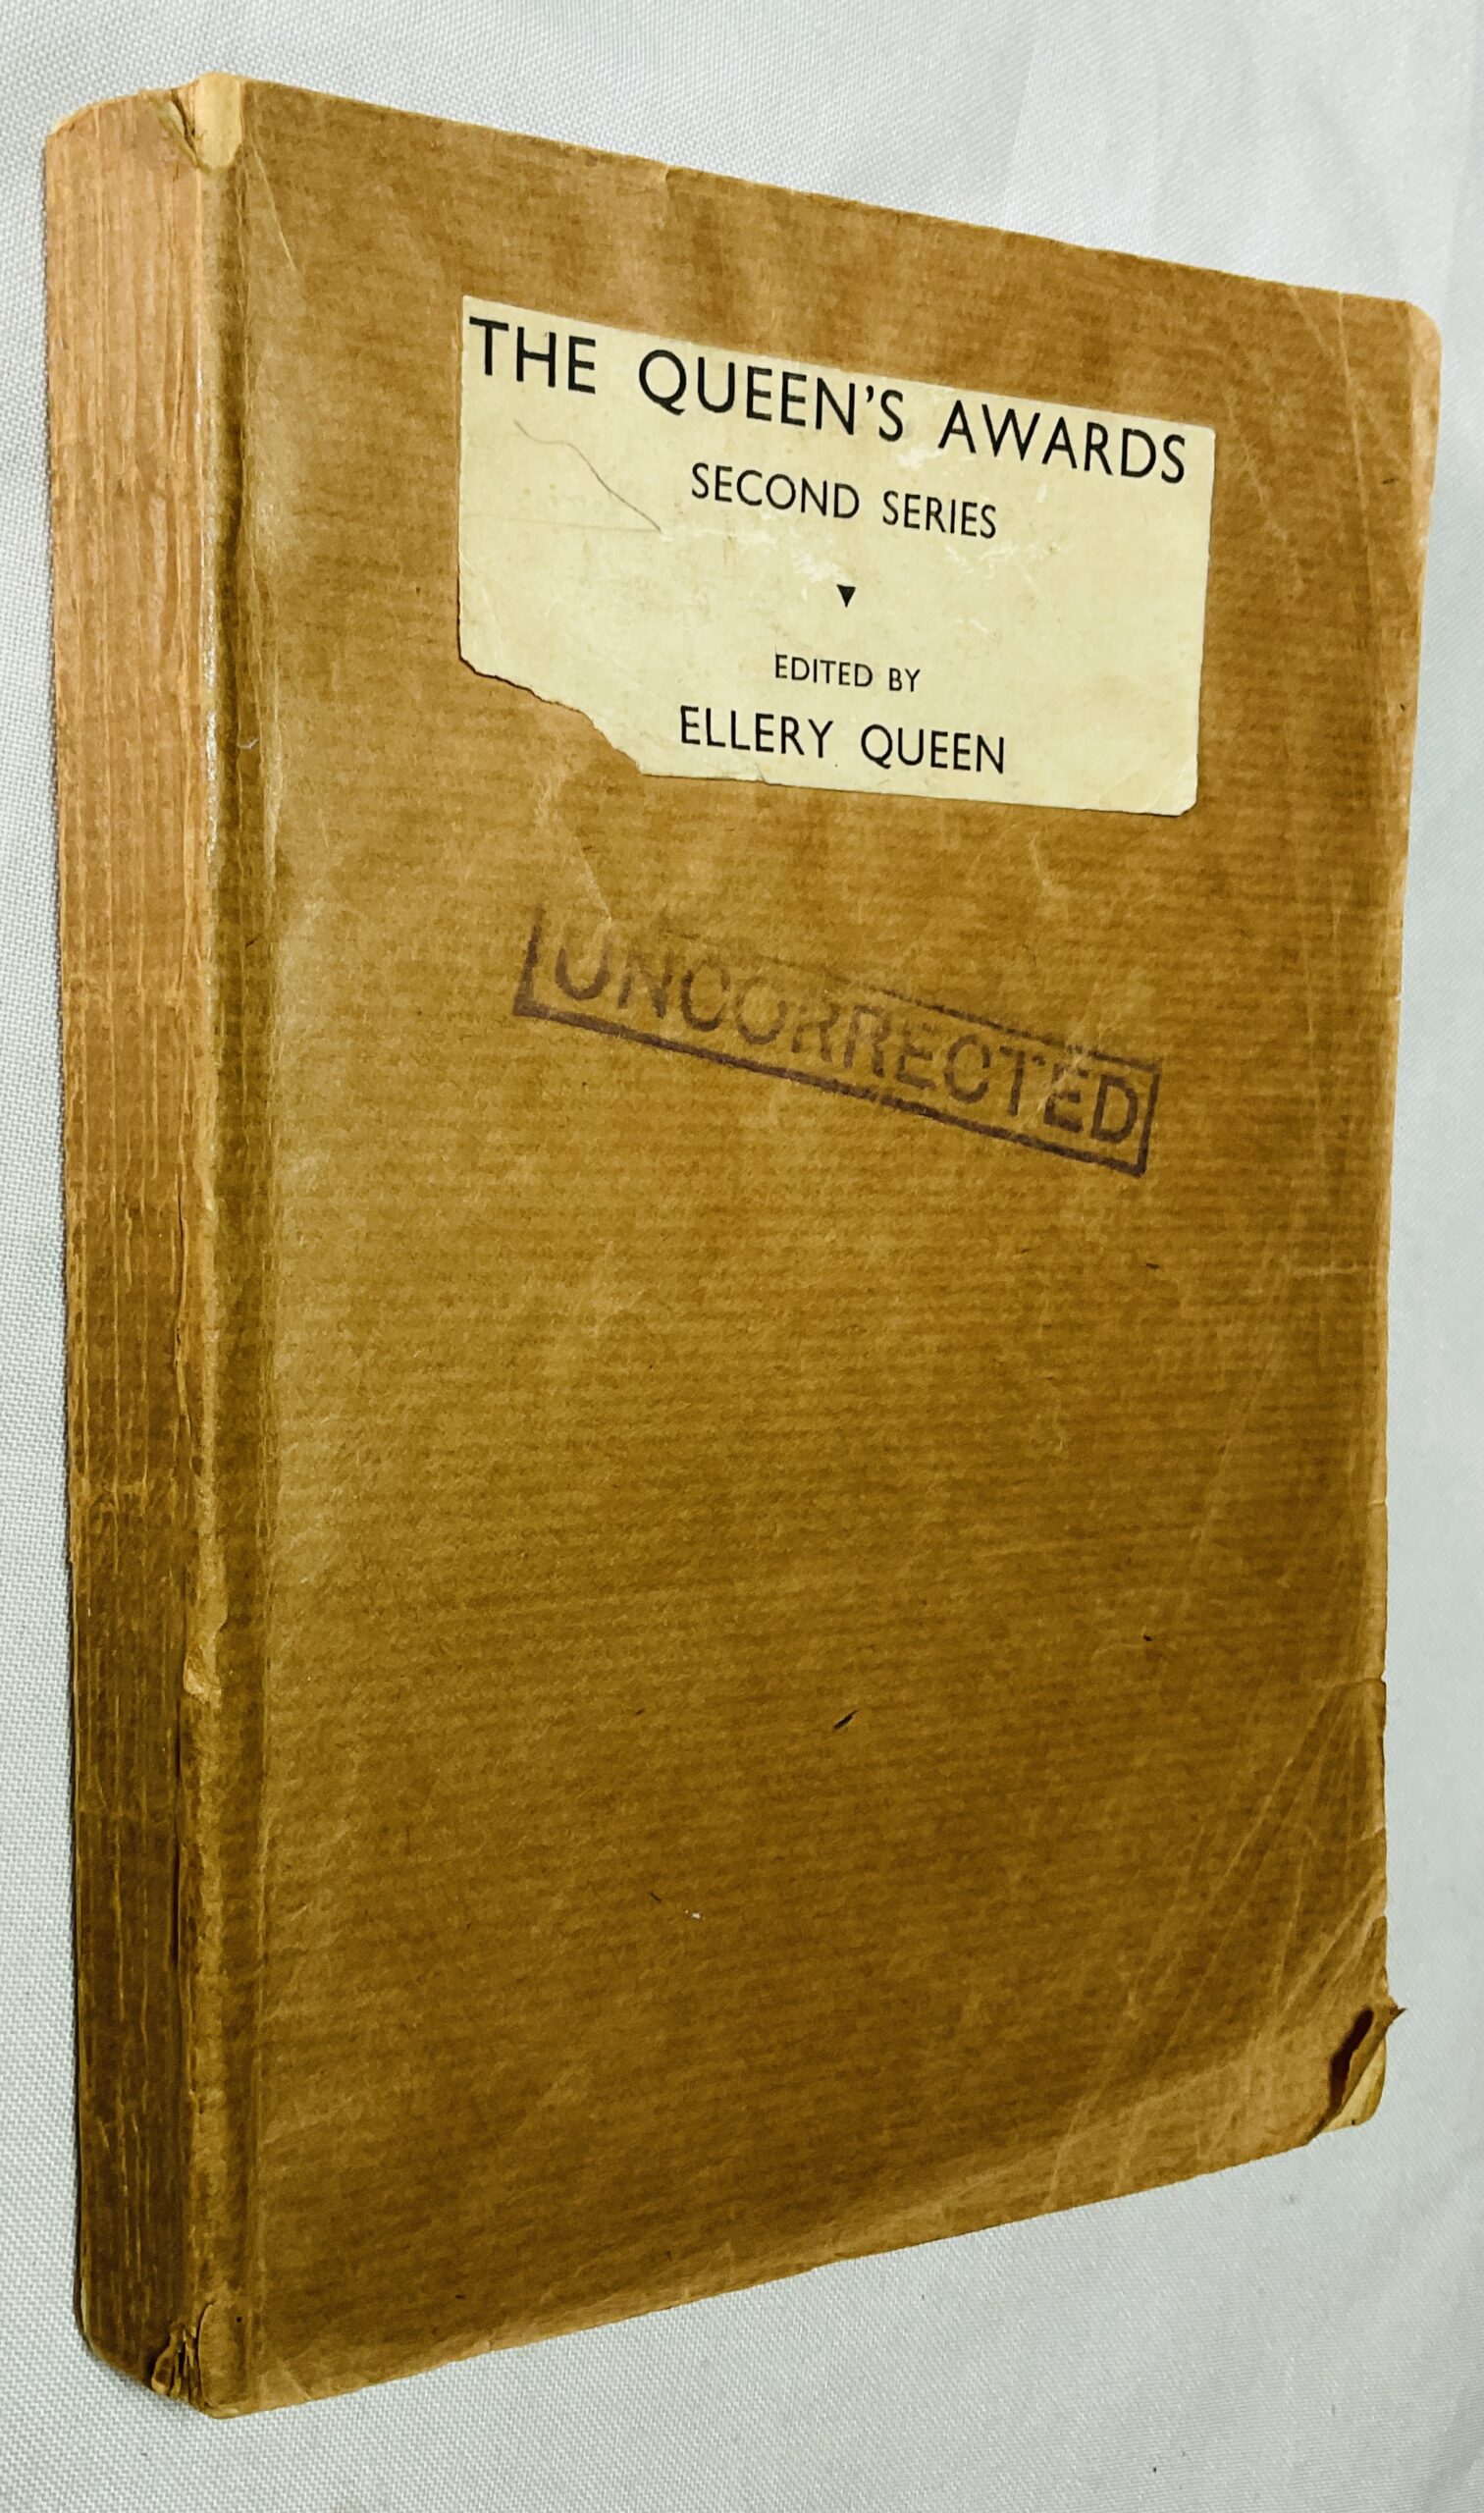 THE QUEEN'S AWARDS
SECOND SERIES
EDITED BY
ELLERY QUEEN
UNCORRECTED